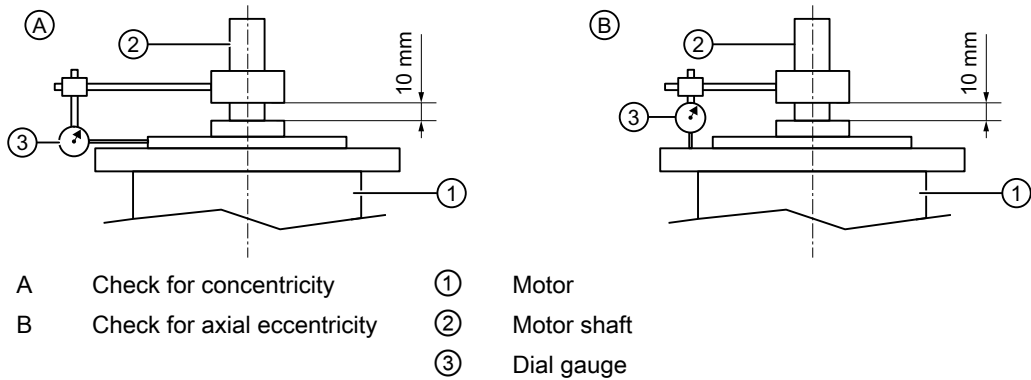 A
B
2
2
10 mm
10 mm
3
3
1
1
A Check for concentricity 1 Motor
B Check for axial eccentricity 2 Motor shaft
3 Dial gauge